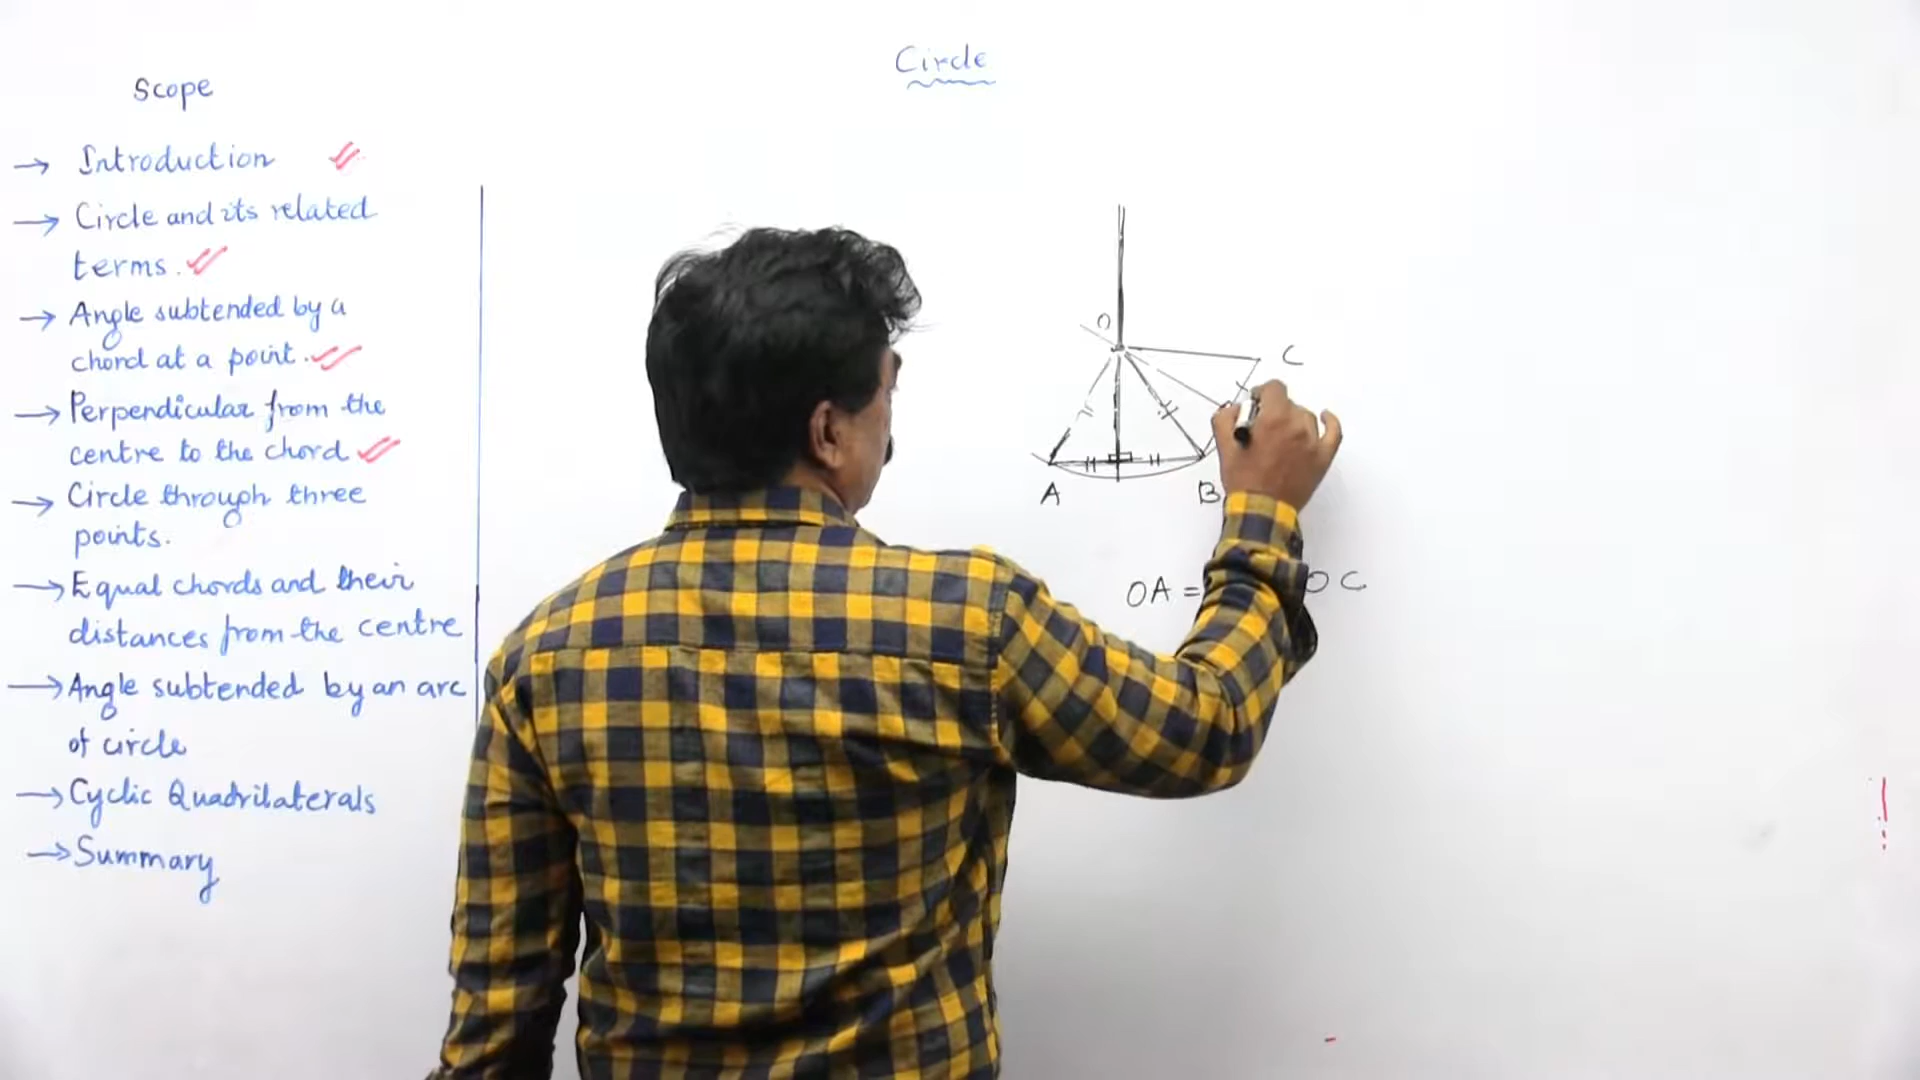 Circle
Scope
→ Introduction
→ Circle and its related
terms.
→ Angle subtended by a
chord at a point.
→ Perpendicular from the
centre to the chord
→ Circle through three
points.
→ Equal chords and their
distances from the centre
→ Angle subtended by an arc
of circle
→ Cyclic Quadrilaterals
→ Summary
O
C
A
B
OA = OC